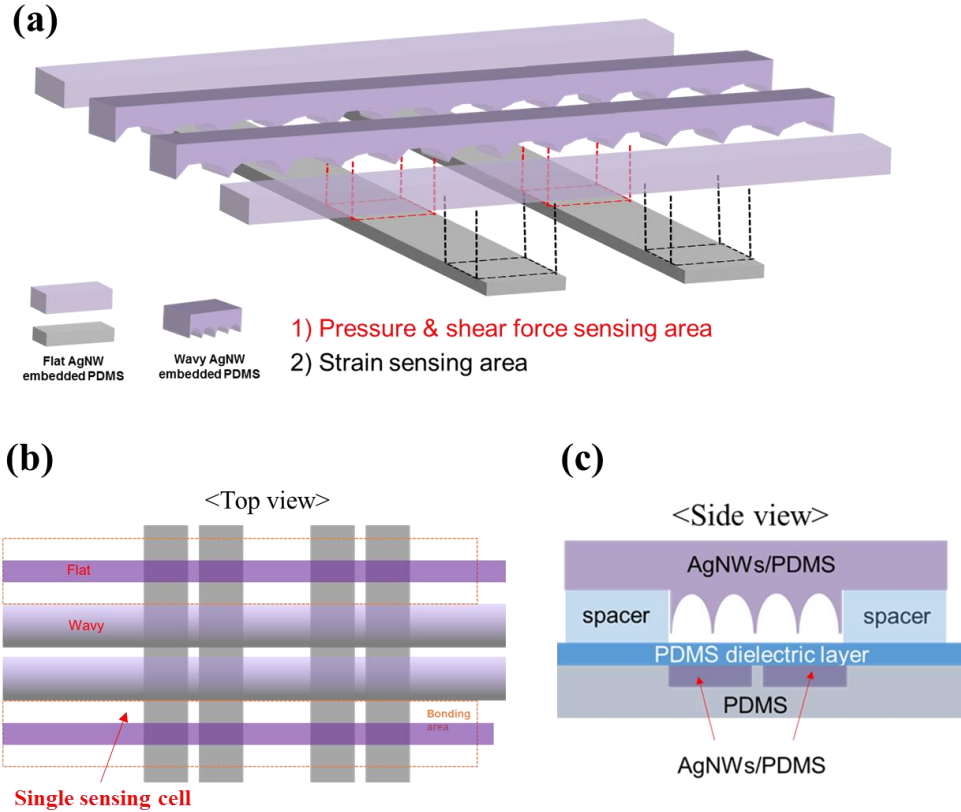 (a)
Flat AgNW
embedded PDMS
Wavy AgNW
embedded PDMS
1) Pressure & shear force sensing area
2) Strain sensing area
(b)
<Top view>
Flat
Wavy
Bonding
area
Single sensing cell
(c)
<Side view>
AgNWs/PDMS
spacer
spacer
PDMS dielectric layer
PDMS
AgNWs/PDMS